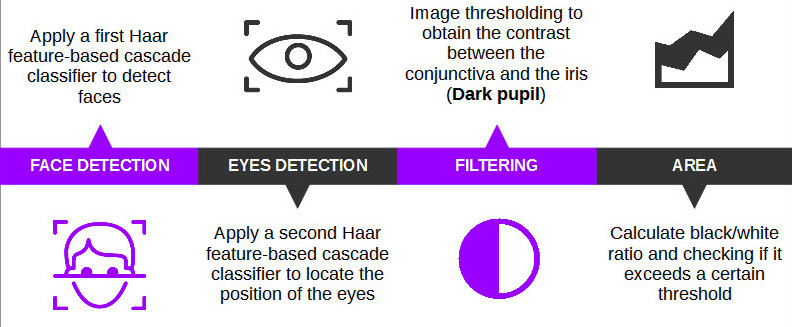 Apply a first Haar
feature-based cascade
classifier to detect
faces
Image thresholding to
obtain the contrast
between the
conjunctiva and the iris
(Dark pupil)
FACE DETECTION
EYES DETECTION
FILTERING
AREA
Apply a second Haar
feature-based cascade
classifier to locate the
position of the eyes
Calculate black/white
ratio and checking if it
exceeds a certain
threshold